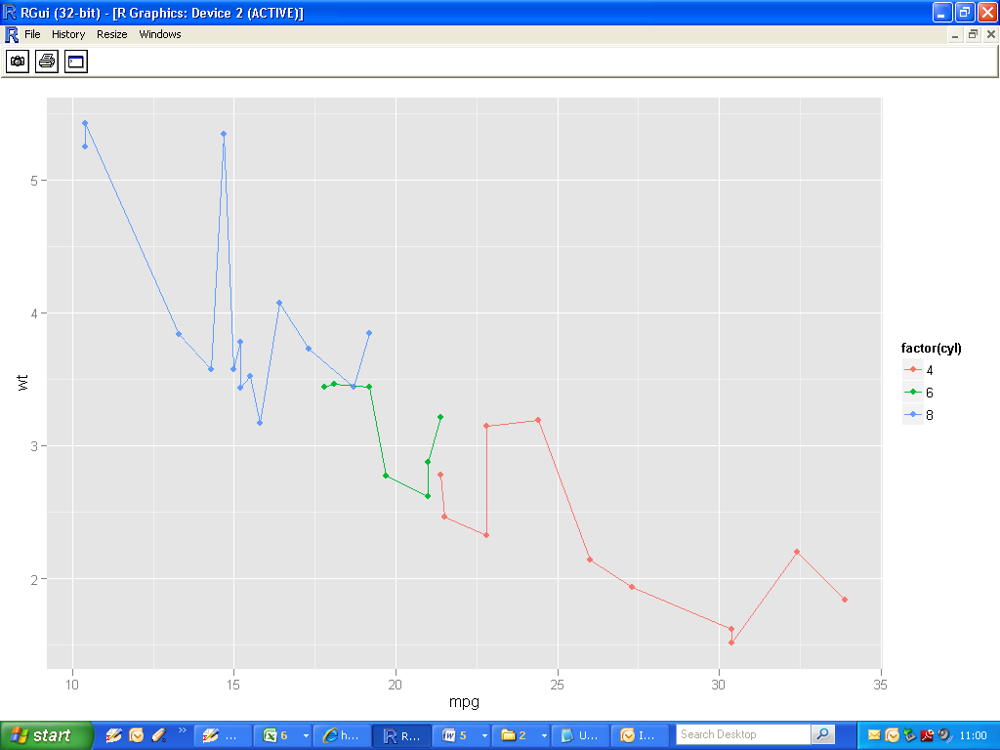 RGui (32-bit) - [R Graphics: Device 2 (ACTIVE)]
File History Resize Windows
5
4
3
2
wt
10 15 20 25 30 35
mpg
factor(cyl)
4
6
8
start ... 6 h... R... 5 2 U... I... Search Desktop 11:00